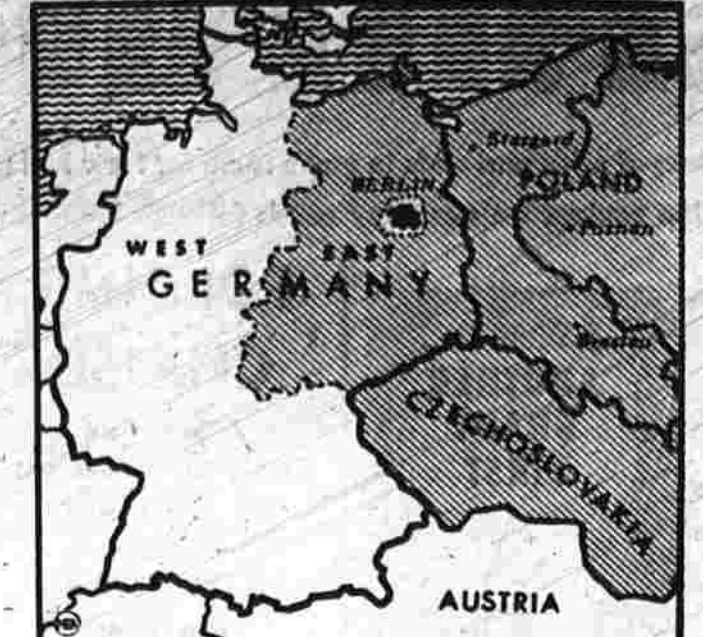 Stargard
BERLIN
POLAND
Poznan
WEST EAST
GERMANY
Breslau
CZECHOSLOVAKIA
AUSTRIA